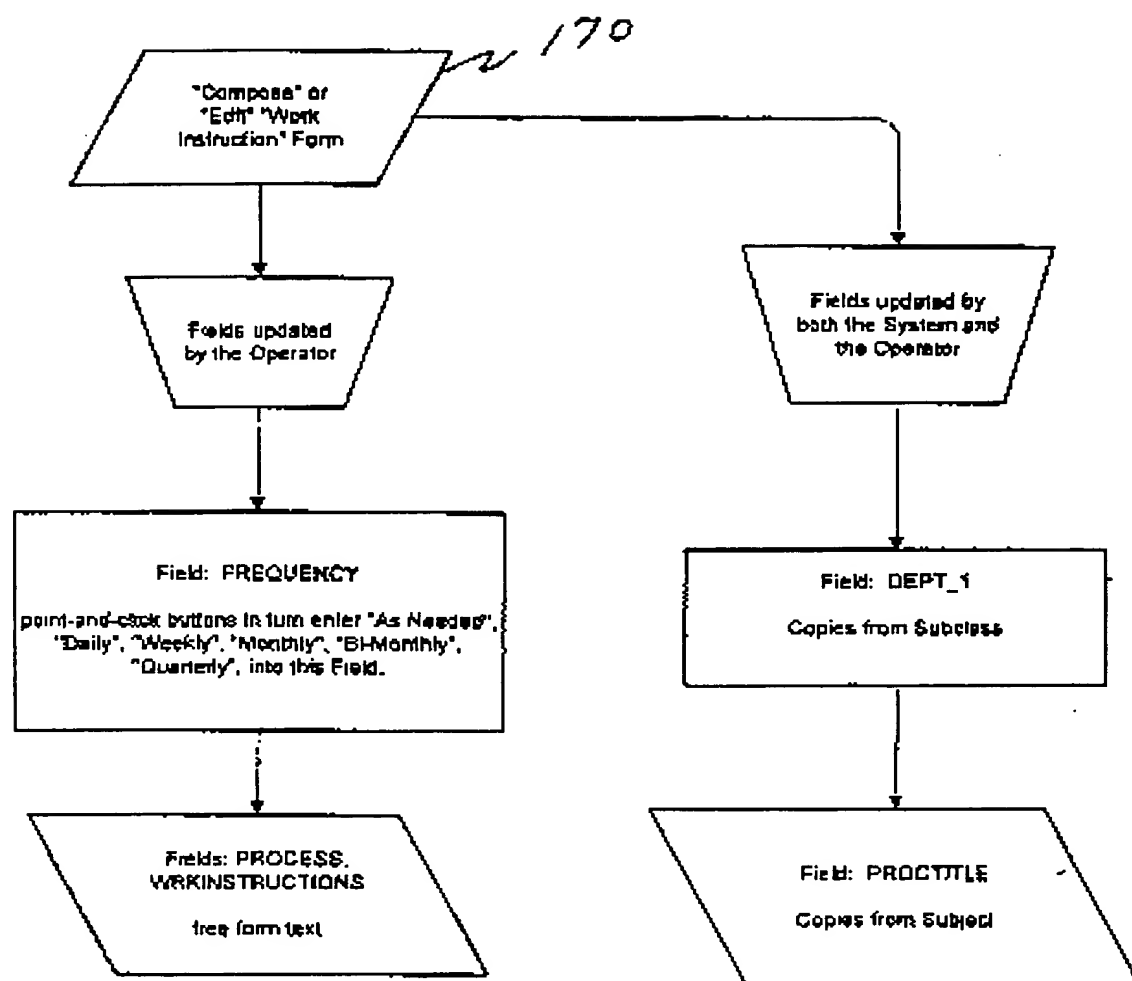 170
"Compose" or
"Edit" "Work
Instruction" Form
Fields updated
by the Operator
Fields updated by
both the System and
the Operator
Field: FREQUENCY
point-and-click buttons in turn enter "As Needed",
"Daily", "Weekly", "Monthly", "Bi-Monthly",
"Quarterly", into this Field.
Field: DEPT_1
Copies from Subclass
Fields: PROCESS,
WRKINSTRUCTIONS
free form text
Field: PROCTITLE
Copies from Subject